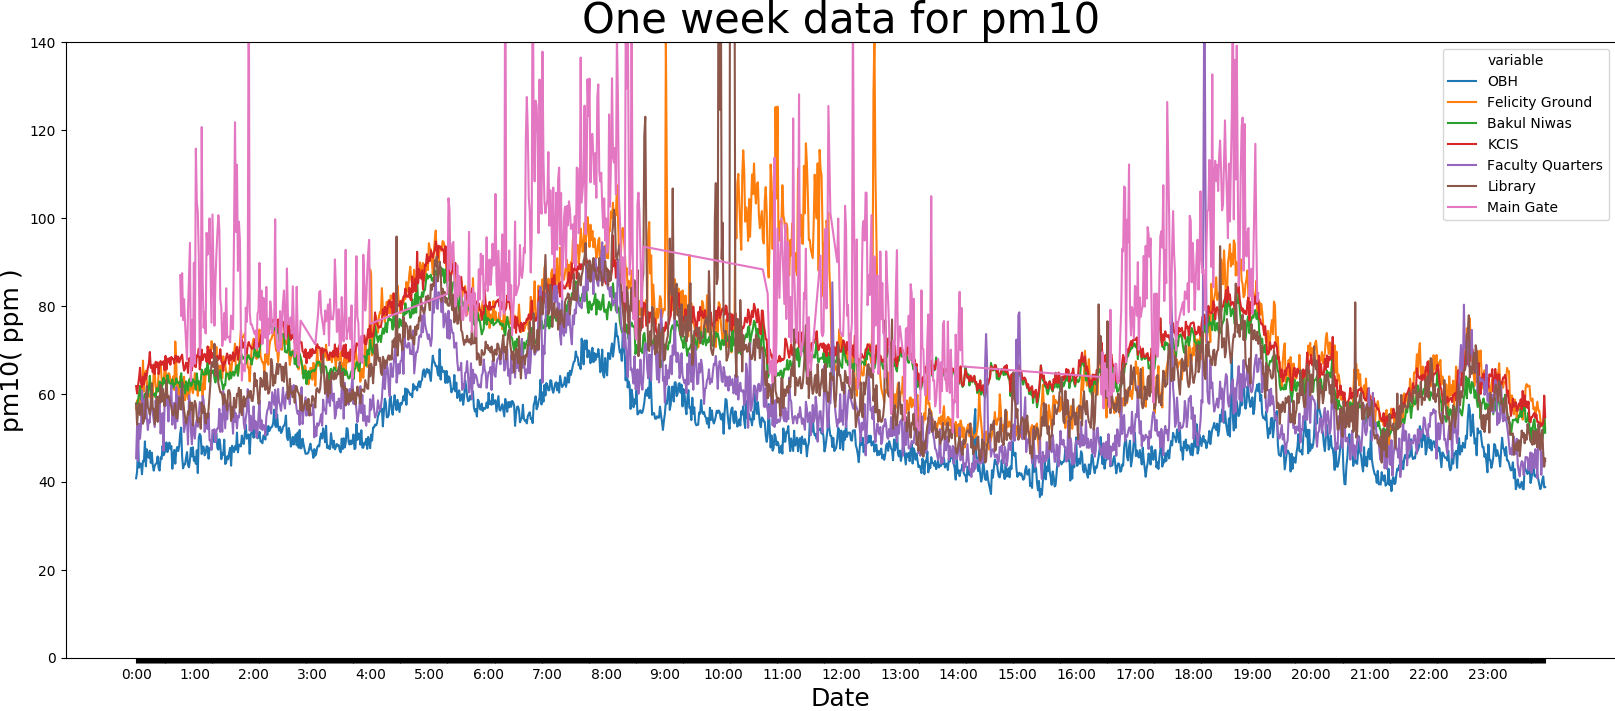 One week data for pm10
140
120
100
80
60
40
20
0
pm10( ppm )
variable
OBH
Felicity Ground
Bakul Niwas
KCIS
Faculty Quarters
Library
Main Gate
0:00 1:00 2:00 3:00 4:00 5:00 6:00 7:00 8:00 9:00 10:00 11:00 12:00 13:00 14:00 15:00 16:00 17:00 18:00 19:00 20:00 21:00 22:00 23:00
Date